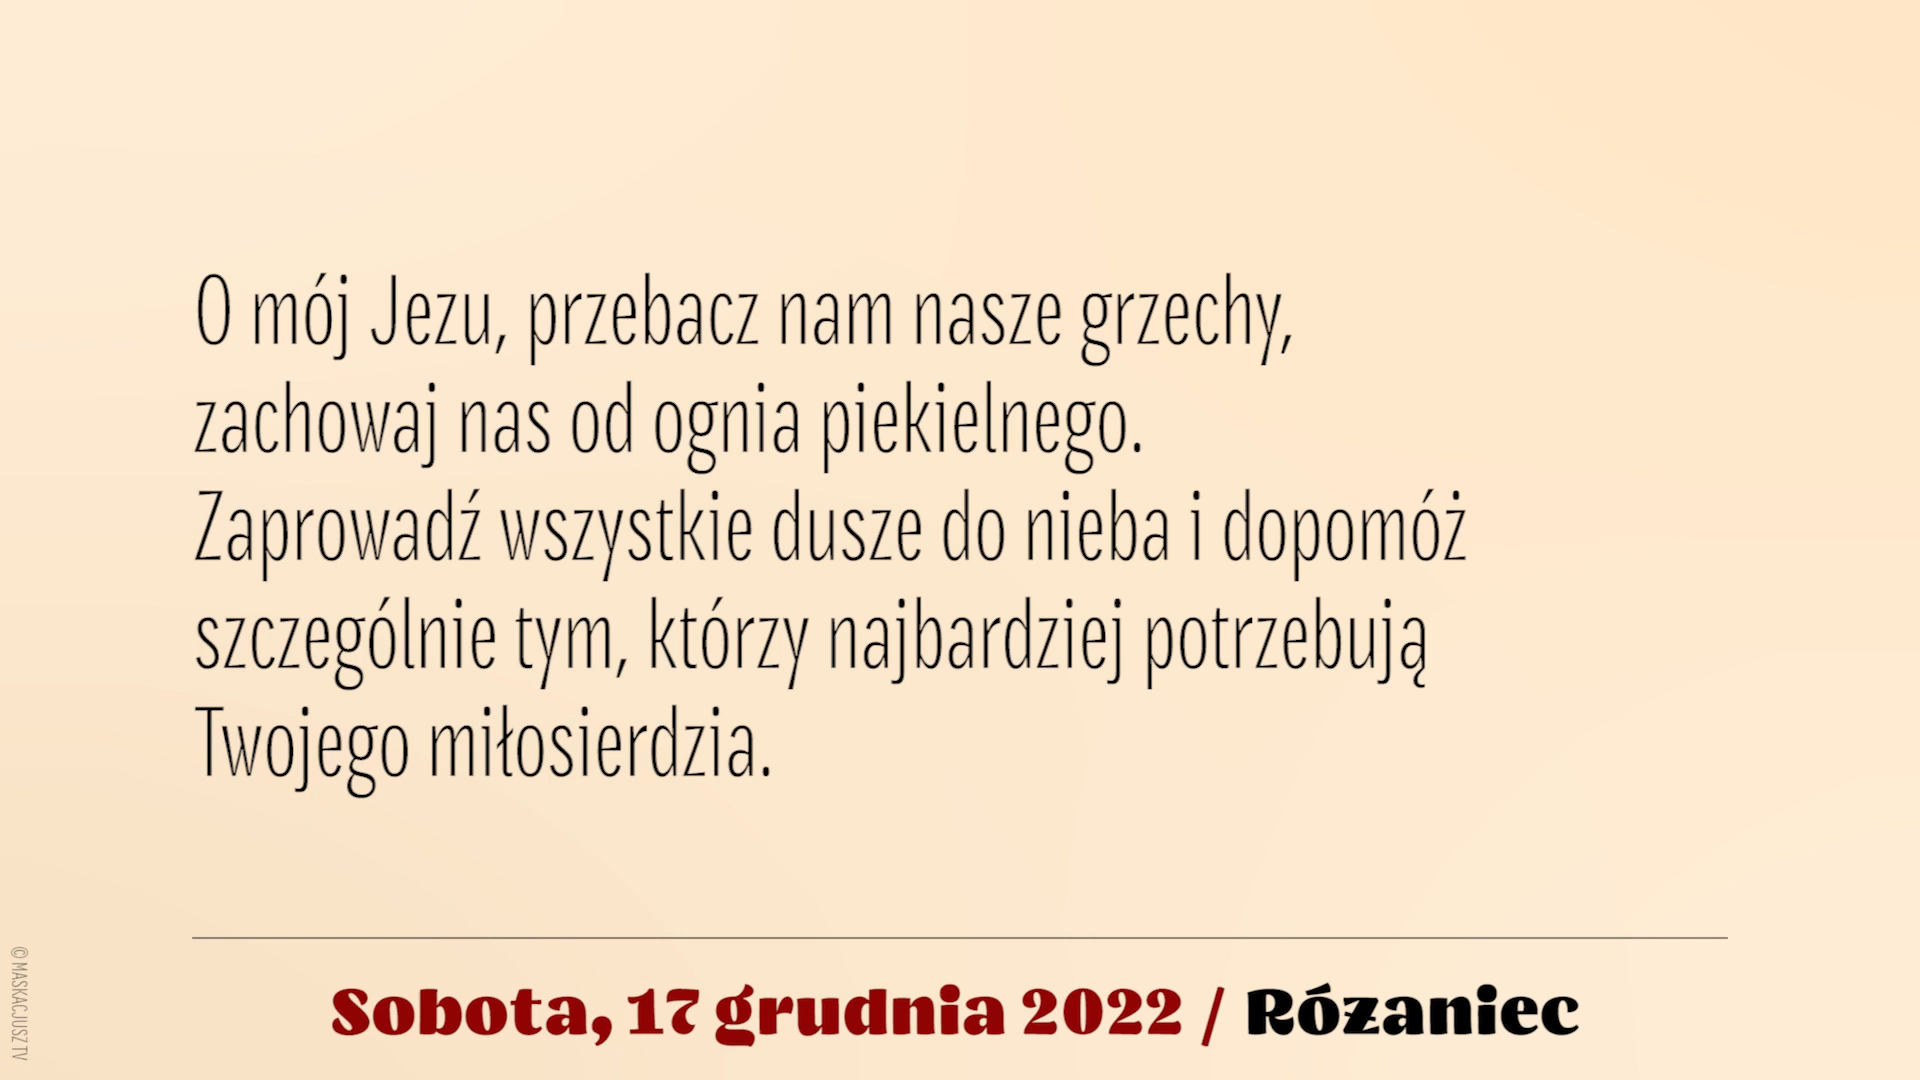 O mój Jezu, przebacz nam nasze grzechy,
zachowaj nas od ognia piekielnego.
Zaprowadź wszystkie dusze do nieba i dopomóż
szczególnie tym, którzy najbardziej potrzebują
Twojego miłosierdzia.
Sobota, 17 grudnia 2022 / Różaniec
© MASKACJUSZ TV